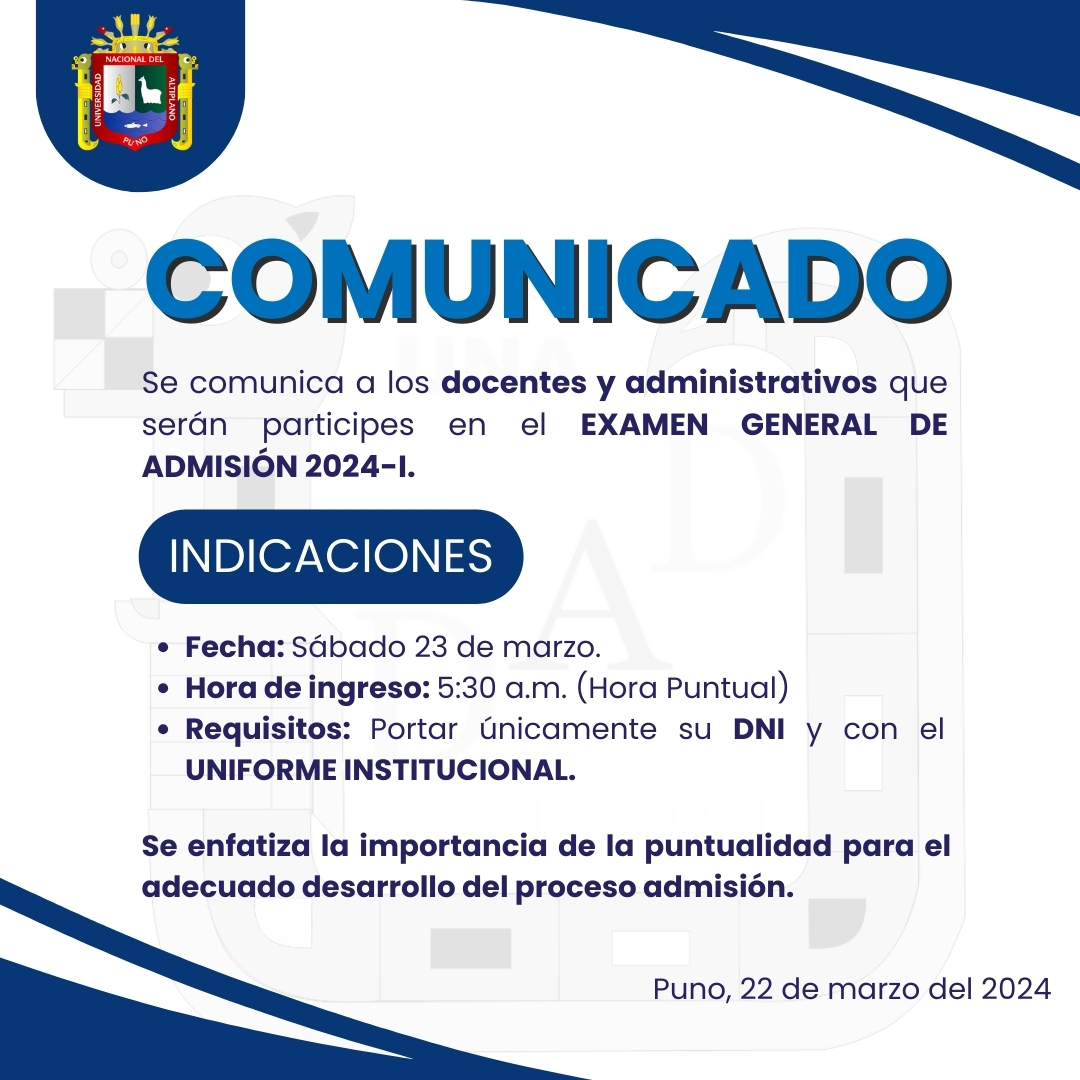 NACIONAL DEL
UNIVERSIDAD
ALTIPLANO
PUNO
COMUNICADO
UNA
Se comunica a los docentes y administrativos que
serán participes en el EXAMEN GENERAL DE
ADMISIÓN 2024-I.
INDICACIONES
D A D
• Fecha: Sábado 23 de marzo.
• Hora de ingreso: 5:30 a.m. (Hora Puntual)
• Requisitos: Portar únicamente su DNI y con el
UNIFORME INSTITUCIONAL.
ADMISIÓN
Se enfatiza la importancia de la puntualidad para el
adecuado desarrollo del proceso admisión.
Puno, 22 de marzo del 2024